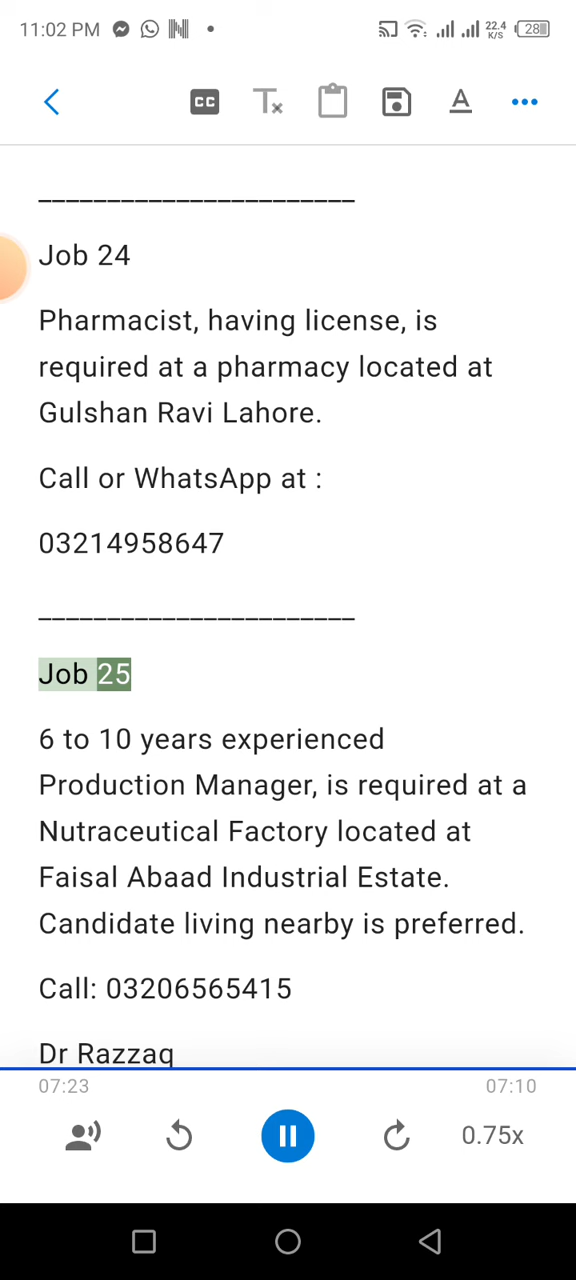 11:02 PM
22.4
K/S
28
CC
______________________
Job 24
Pharmacist, having license, is
required at a pharmacy located at
Gulshan Ravi Lahore.
Call or WhatsApp at :
03214958647
______________________
Job 25
6 to 10 years experienced
Production Manager, is required at a
Nutraceutical Factory located at
Faisal Abaad Industrial Estate.
Candidate living nearby is preferred.
Call: 03206565415
Dr Razzaq
07:23
07:10
0.75x